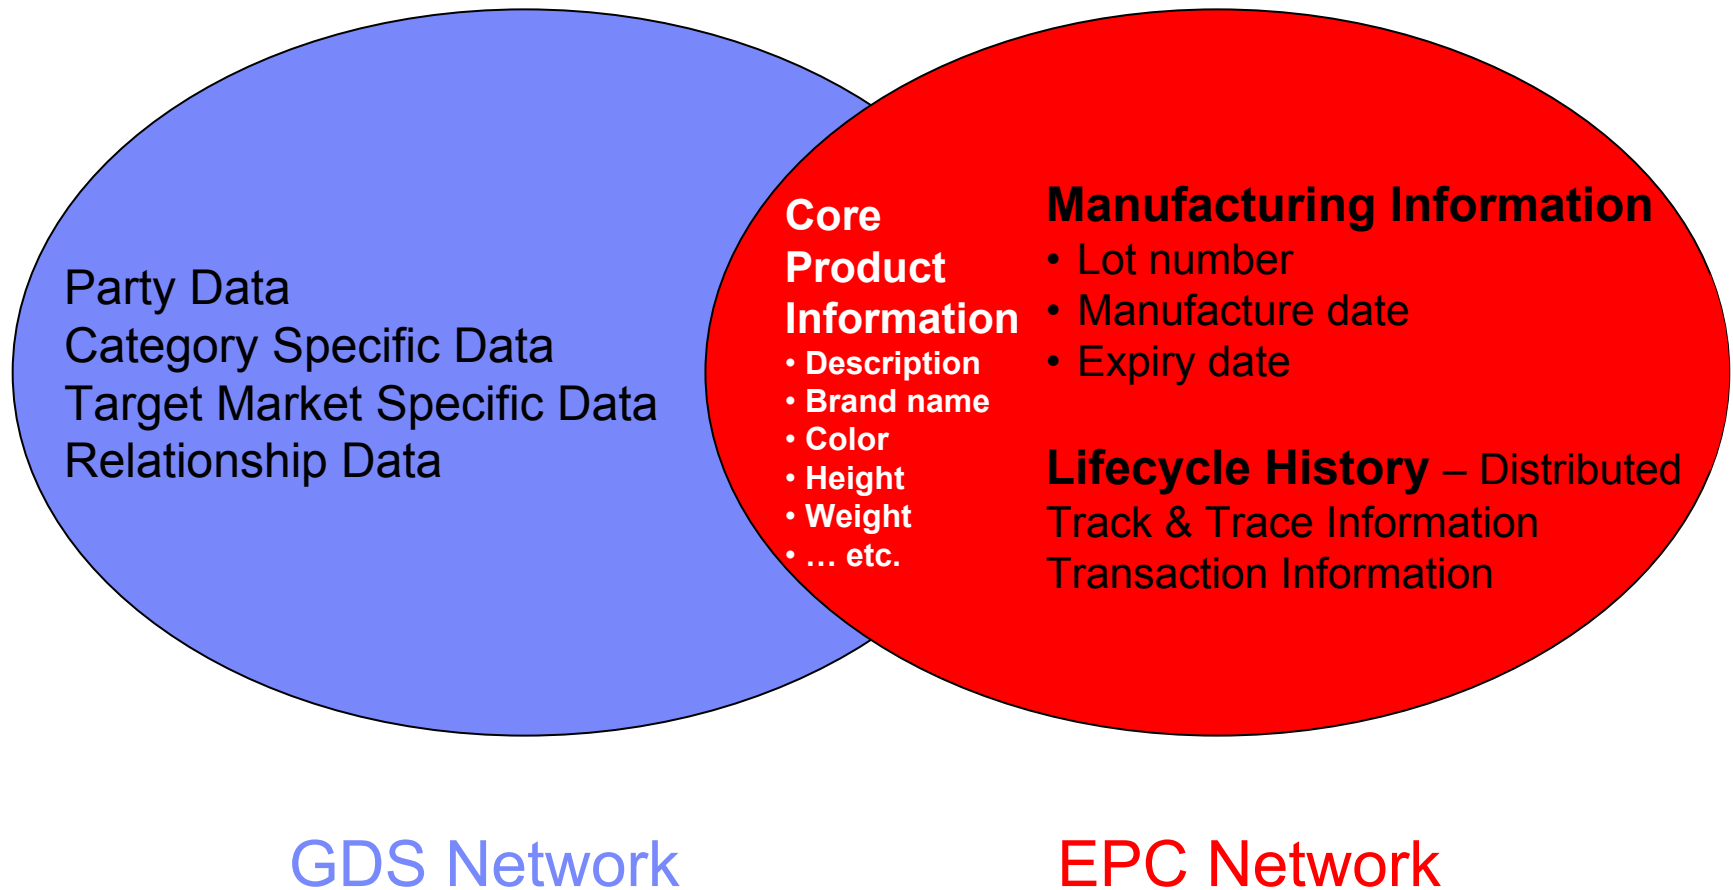 Party Data
Category Specific Data
Target Market Specific Data
Relationship Data
Core
Product
Information
• Description
• Brand name
• Color
• Height
• Weight
• … etc.
Manufacturing Information
• Lot number
• Manufacture date
• Expiry date
Lifecycle History – Distributed
Track & Trace Information
Transaction Information
GDS Network
EPC Network